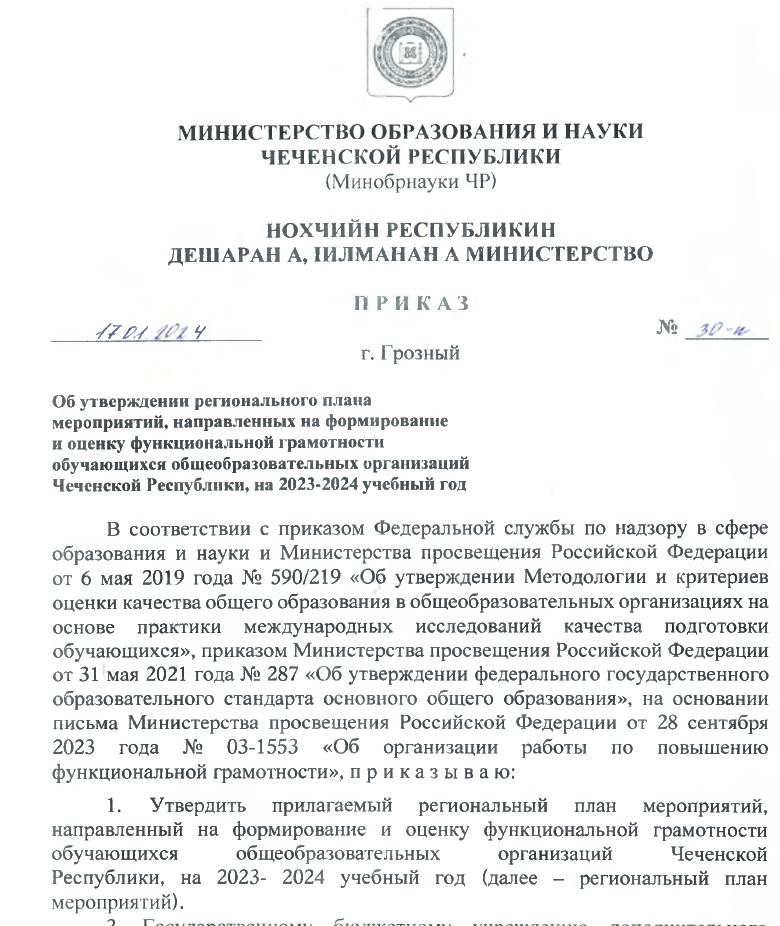 МИНИСТЕРСТВО ОБРАЗОВАНИЯ И НАУКИ
ЧЕЧЕНСКОЙ РЕСПУБЛИКИ
(Минобрнауки ЧР)
НОХЧИЙН РЕСПУБЛИКИН
ДЕШАРАН А, ІИЛМАНАН А МИНИСТЕРСТВО
П Р И К А З
17.01.2024 № 30-п
г. Грозный
Об утверждении регионального плана
мероприятий, направленных на формирование
и оценку функциональной грамотности
обучающихся общеобразовательных организаций
Чеченской Республики, на 2023-2024 учебный год
В соответствии с приказом Федеральной службы по надзору в сфере
образования и науки и Министерства просвещения Российской Федерации
от 6 мая 2019 года № 590/219 «Об утверждении Методологии и критериев
оценки качества общего образования в общеобразовательных организациях на
основе практики международных исследований качества подготовки
обучающихся», приказом Министерства просвещения Российской Федерации
от 31 мая 2021 года № 287 «Об утверждении федерального государственного
образовательного стандарта основного общего образования», на основании
письма Министерства просвещения Российской Федерации от 28 сентября
2023 года № 03-1553 «Об организации работы по повышению
функциональной грамотности», п р и к а з ы в а ю:
1. Утвердить прилагаемый региональный план мероприятий,
направленный на формирование и оценку функциональной грамотности
обучающихся общеобразовательных организаций Чеченской
Республики, на 2023- 2024 учебный год (далее – региональный план
мероприятий).
2. Государственному бюджетному учреждению дополнительного